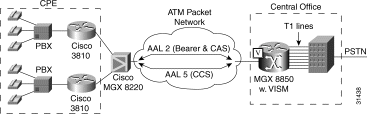 CPE
PBX
Cisco
3810
PBX
Cisco
3810
Cisco
MGX 8220
ATM Packet
Network
AAL 2 (Bearer & CAS)
AAL 5 (CCS)
Central Office
T1 lines
V
MGX 8850
w. VISM
PSTN
31438